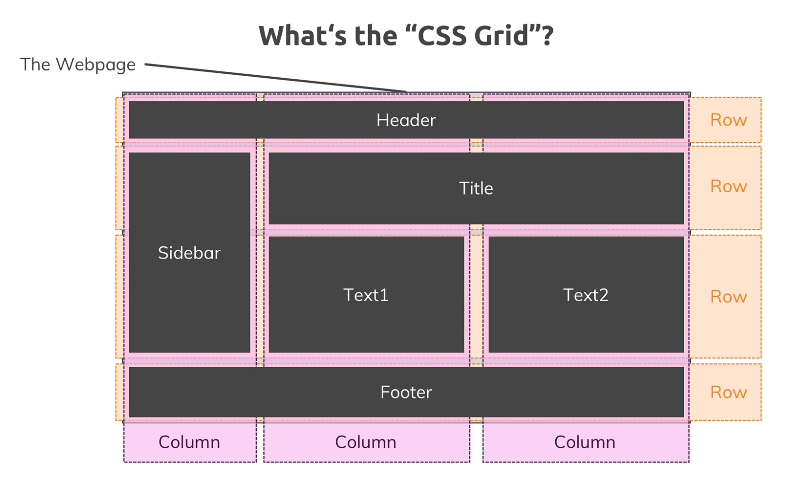 What‘s the “CSS Grid”?
The Webpage
Header
Row
Title
Row
Sidebar
Text1
Text2
Row
Footer
Row
Column
Column
Column